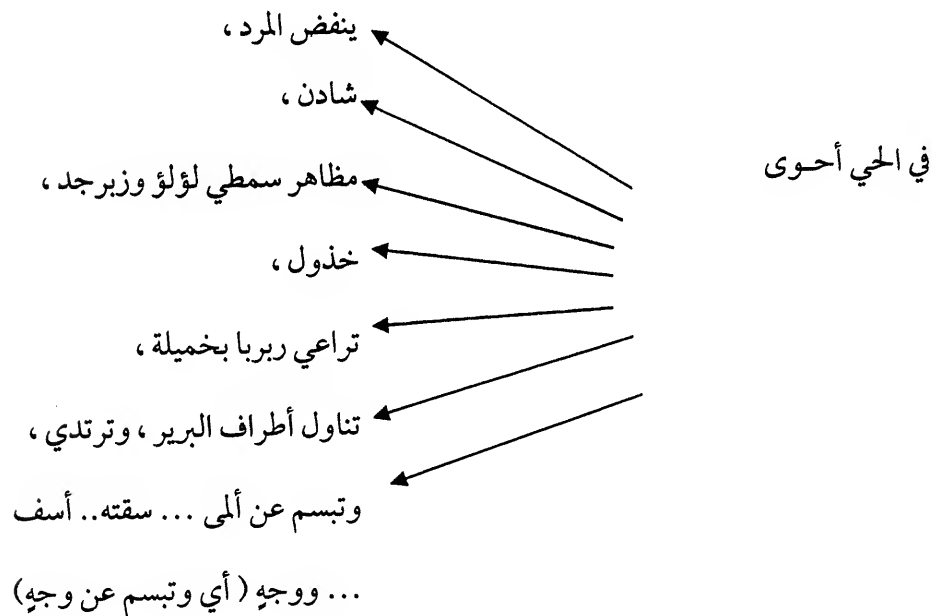 ينفض المرد ،
شادن ،
في الحي أحـوى
مظاهر سمطي لؤلؤ وزبرجد ،
خذول ،
تراعي ربربا بخميلة ،
تناول أطراف البرير ، وترتدي ،
وتبسم عن ألمى ... سقته.. أسف
... ووجهٍ ( أي وتبسم عن وجهٍ)